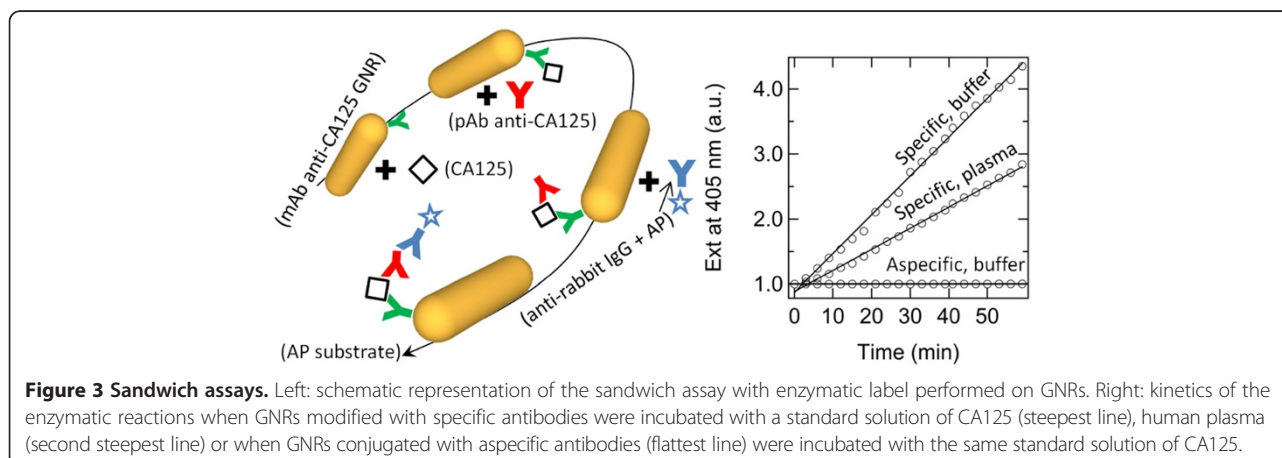 (mAb anti-CA125 GNR)
+ (CA125)
+
(pAb anti-CA125)
+
(anti-rabbit IgG + AP)
(AP substrate)
Ext at 405 nm (a.u.)
4.0
3.0
2.0
1.0
Specific, buffer
Specific, plasma
Aspecific, buffer
0 10 20 30 40 50
Time (min)
Figure 3 Sandwich assays. Left: schematic representation of the sandwich assay with enzymatic label performed on GNRs. Right: kinetics of the
enzymatic reactions when GNRs modified with specific antibodies were incubated with a standard solution of CA125 (steepest line), human plasma
(second steepest line) or when GNRs conjugated with aspecific antibodies (flattest line) were incubated with the same standard solution of CA125.